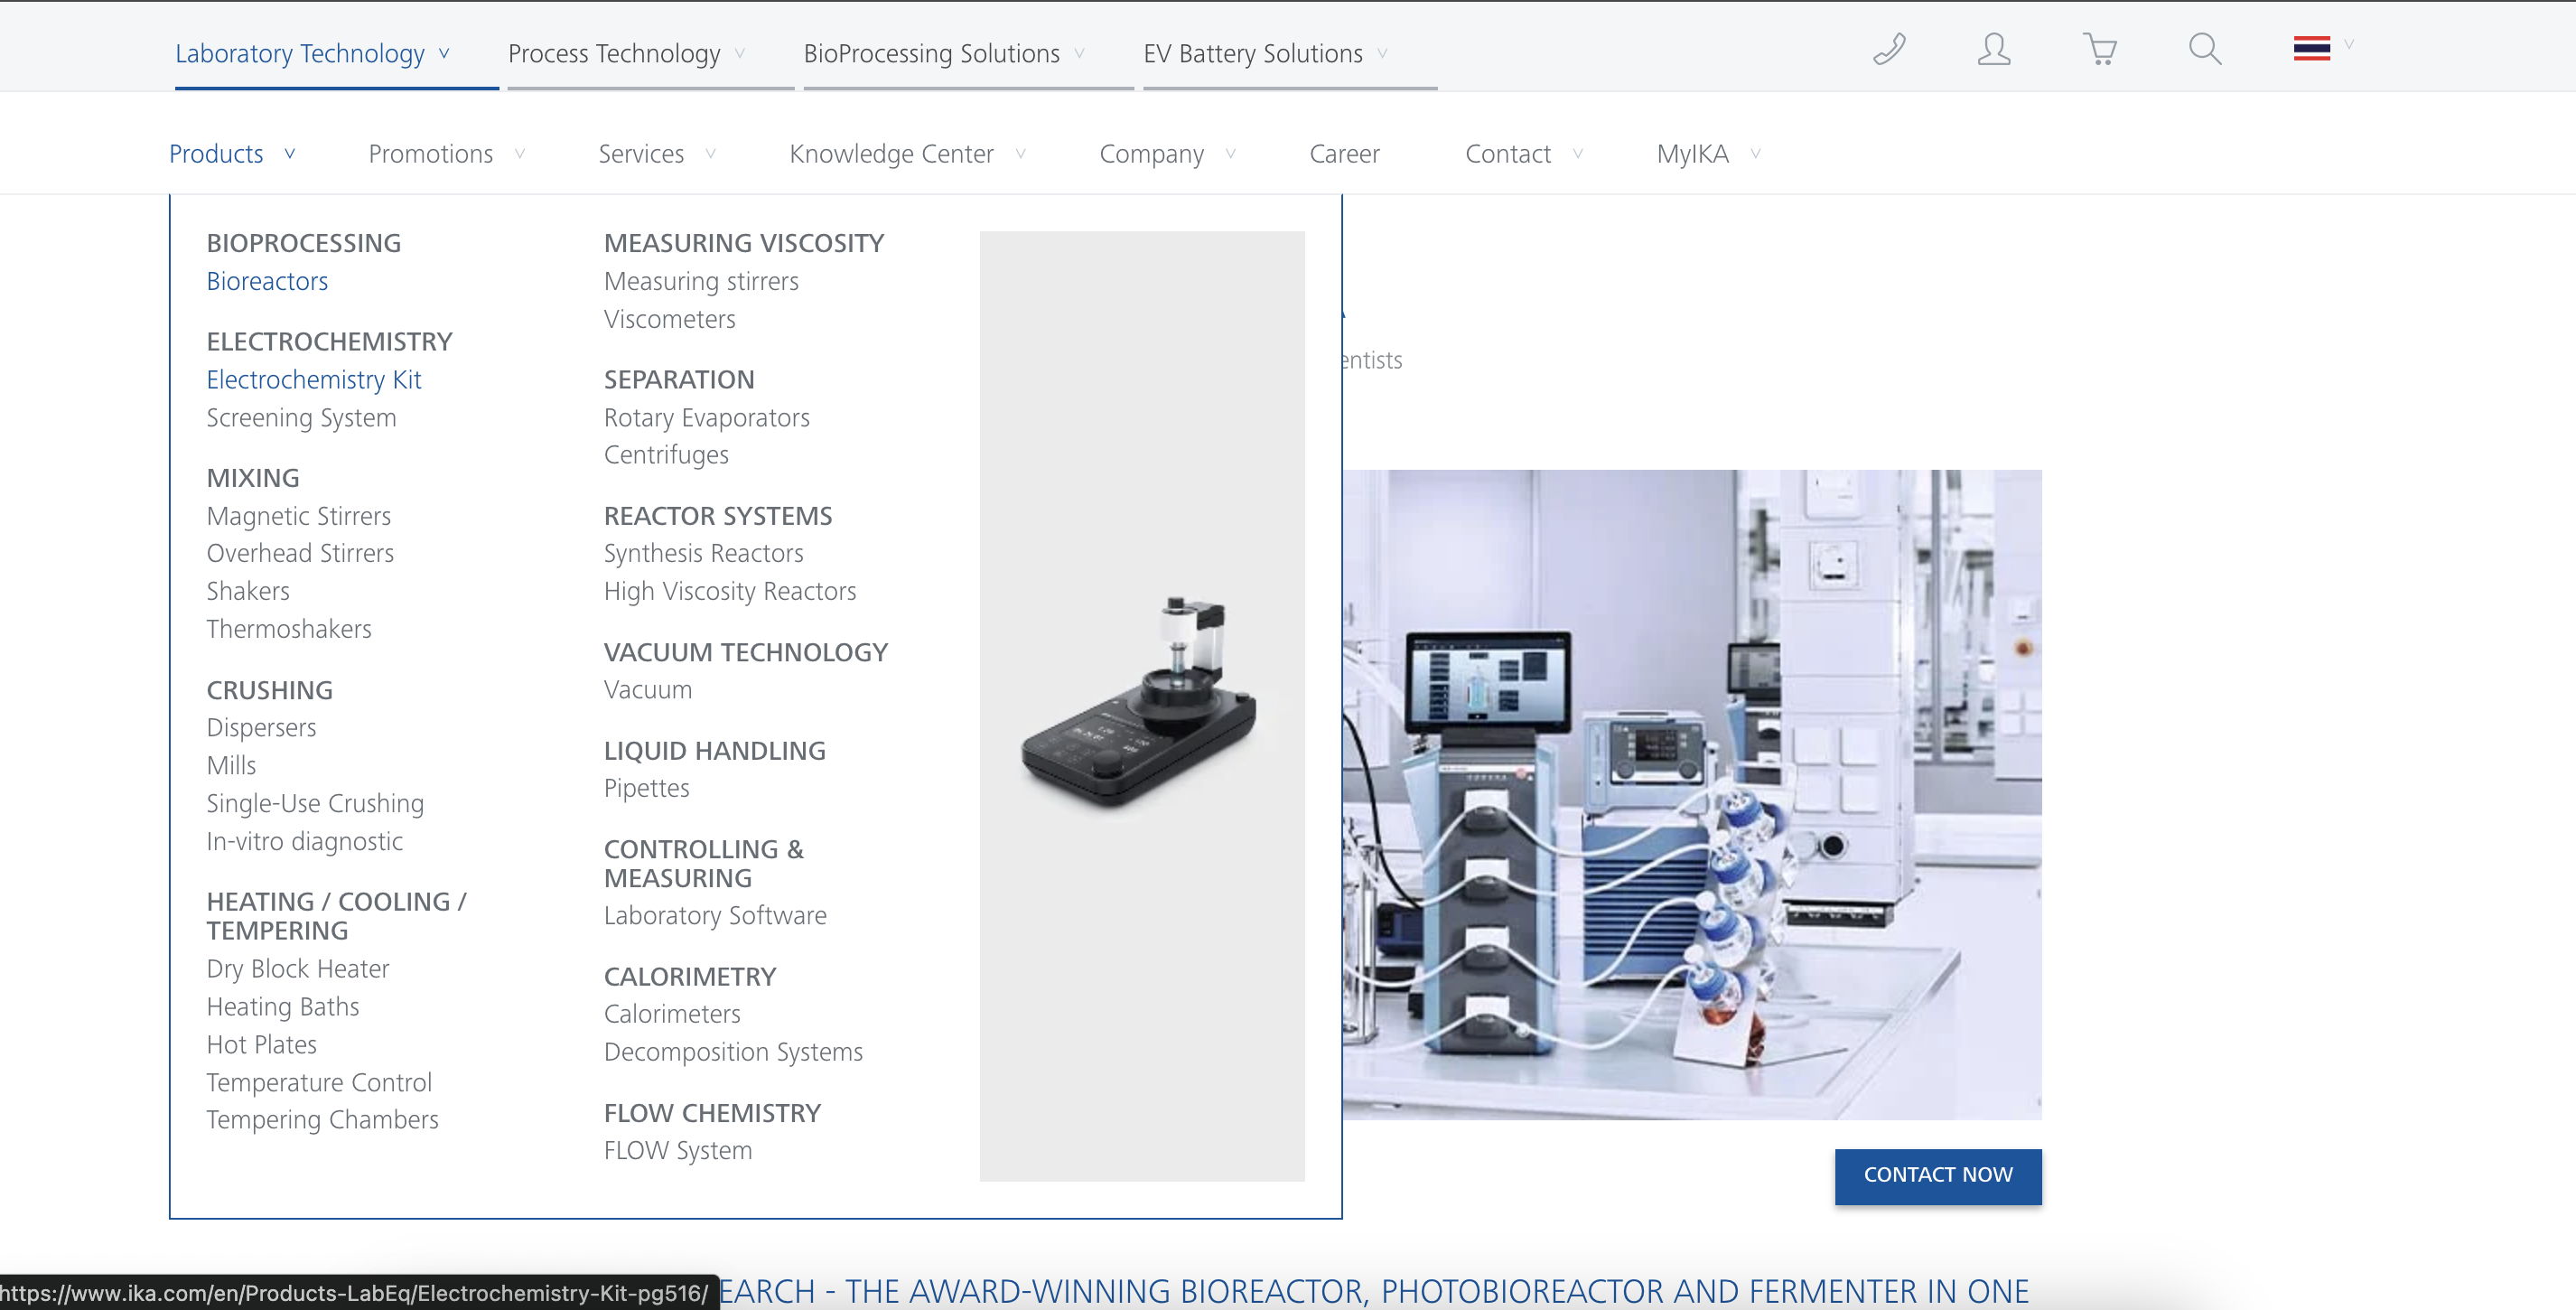 Laboratory Technology
Process Technology
BioProcessing Solutions
EV Battery Solutions
Products
Promotions
Services
Knowledge Center
Company
Career
Contact
MyIKA
BIOPROCESSING
Bioreactors
ELECTROCHEMISTRY
Electrochemistry Kit
Screening System
MIXING
Magnetic Stirrers
Overhead Stirrers
Shakers
Thermoshakers
CRUSHING
Dispersers
Mills
Single-Use Crushing
In-vitro diagnostic
HEATING / COOLING /
TEMPERING
Dry Block Heater
Heating Baths
Hot Plates
Temperature Control
Tempering Chambers
MEASURING VISCOSITY
Measuring stirrers
Viscometers
SEPARATION
Rotary Evaporators
Centrifuges
REACTOR SYSTEMS
Synthesis Reactors
High Viscosity Reactors
VACUUM TECHNOLOGY
Vacuum
LIQUID HANDLING
Pipettes
CONTROLLING &
MEASURING
Laboratory Software
CALORIMETRY
Calorimeters
Decomposition Systems
FLOW CHEMISTRY
FLOW System
entists
CONTACT NOW
EARCH - THE AWARD-WINNING BIOREACTOR, PHOTOBIOREACTOR AND FERMENTER IN ONE
https://www.ika.com/en/Products-LabEq/Electrochemistry-Kit-pg516/